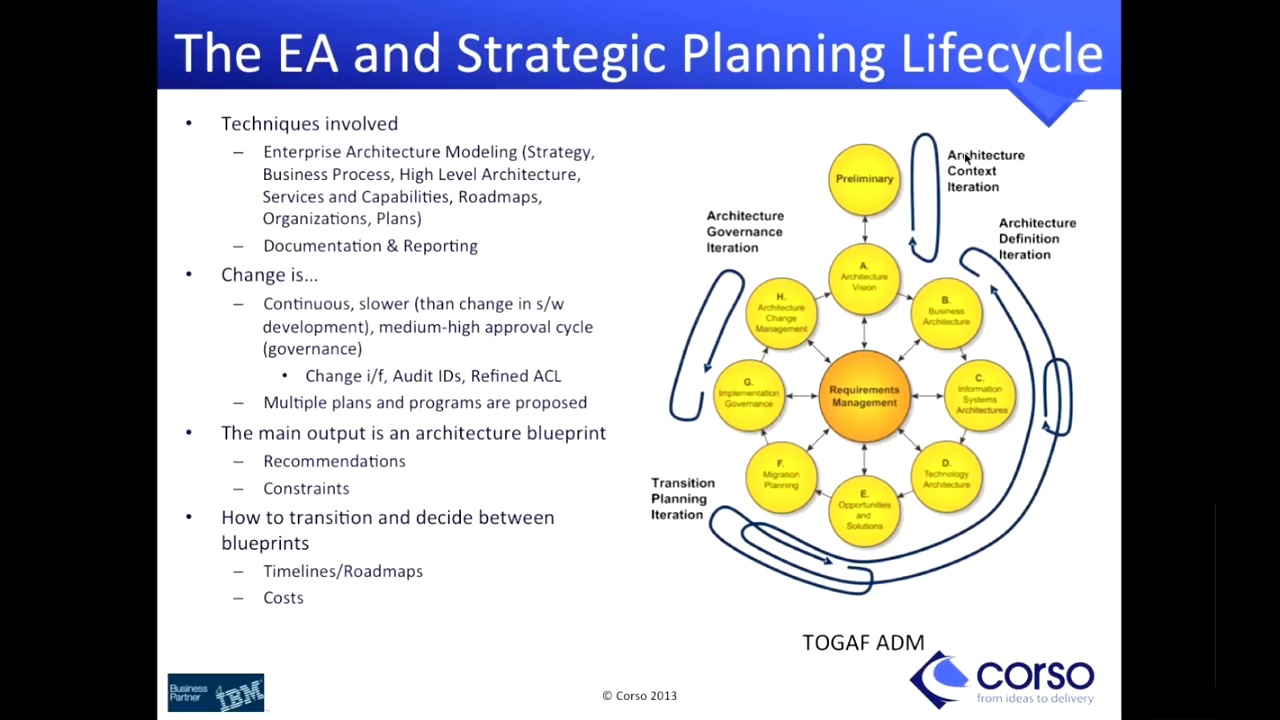 The EA and Strategic Planning Lifecycle
• Techniques involved
– Enterprise Architecture Modeling (Strategy,
Business Process, High Level Architecture,
Services and Capabilities, Roadmaps,
Organizations, Plans)
– Documentation & Reporting
• Change is...
– Continuous, slower (than change in s/w
development), medium-high approval cycle
(governance)
• Change i/f, Audit IDs, Refined ACL
– Multiple plans and programs are proposed
• The main output is an architecture blueprint
– Recommendations
– Constraints
• How to transition and decide between
blueprints
– Timelines/Roadmaps
– Costs
Preliminary
Architecture
Context
Iteration
Architecture
Governance
Iteration
Architecture
Definition
Iteration
A.
Architecture
Vision
H.
Architecture
Change
Management
B.
Business
Architecture
G.
Implementation
Governance
Requirements
Management
C.
Information
Systems
Architectures
F.
Migration
Planning
D.
Technology
Architecture
E.
Opportunities
and
Solutions
Transition
Planning
Iteration
TOGAF ADM
Business
Partner
IBM
© Corso 2013
corso
from ideas to delivery